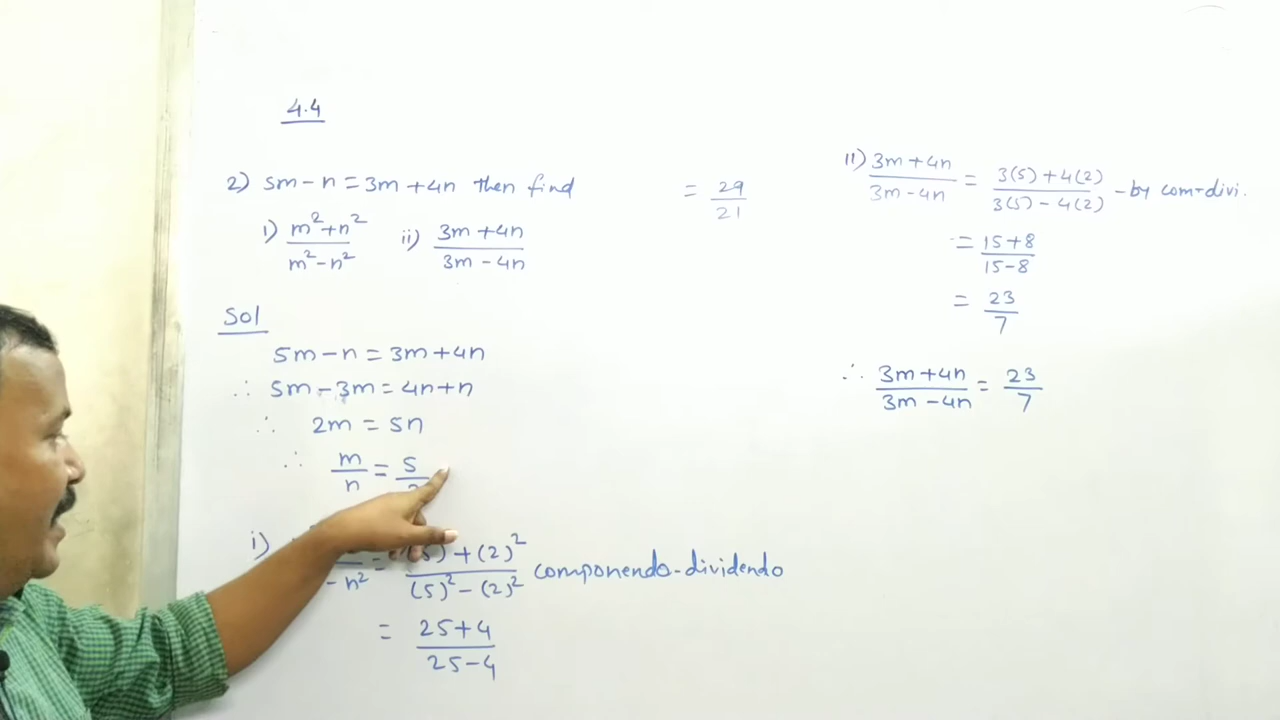 4.4
2) 5m - n = 3m + 4n then find
i) m²+n² / m²-n² ii) 3m + 4n / 3m - 4n
Sol
5m - n = 3m + 4n
∴ 5m - 3m = 4n + n
∴ 2m = 5n
∴ m/n = 5/
i) - n² = (5) + (2)² / (5)² - (2)² componendo-dividendo
= 25+4 / 25-4
= 29/21
ii) 3m + 4n / 3m - 4n = 3(5) + 4(2) / 3(5) - 4(2) - by com-divi.
= 15+8 / 15-8
= 23/7
∴ 3m+4n / 3m-4n = 23/7